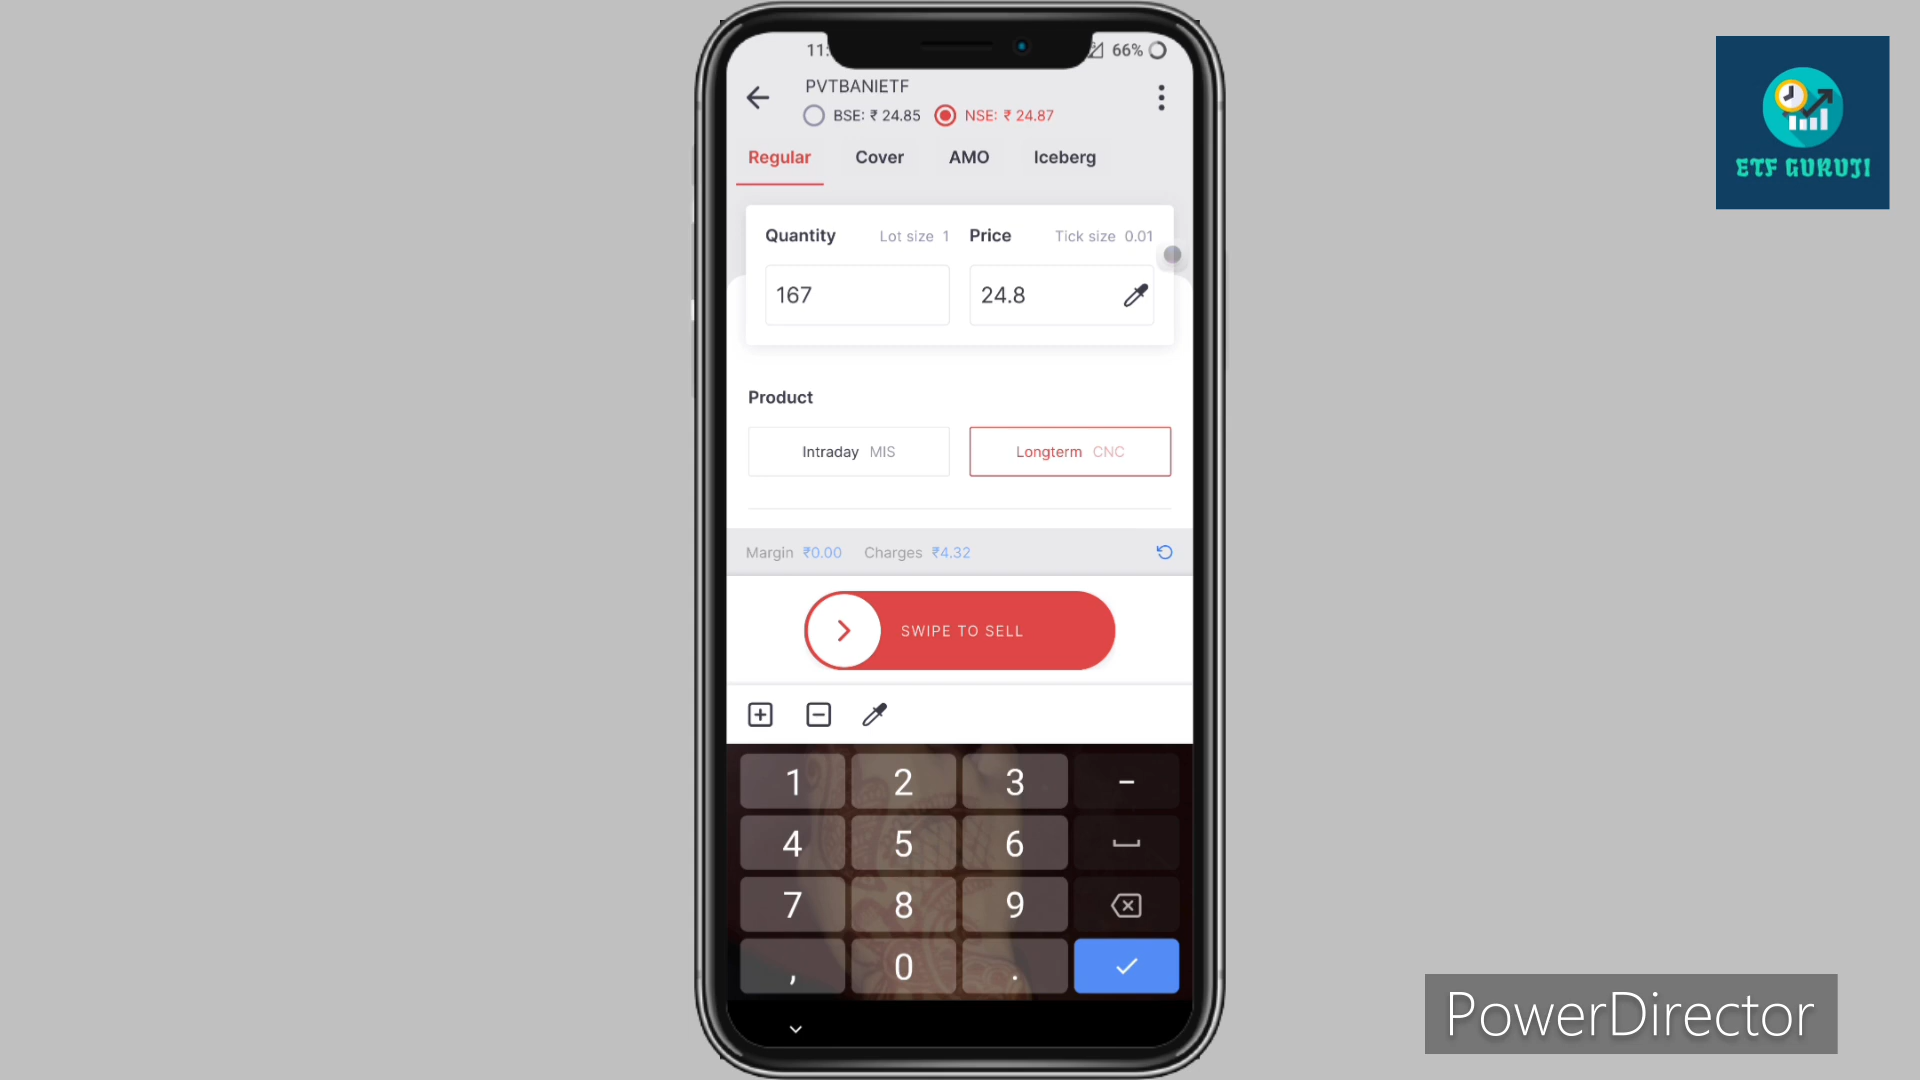 11:
66%
PVTBANIETF
BSE: ₹ 24.85 NSE: ₹ 24.87
Regular Cover AMO Iceberg
Quantity Lot size 1 Price Tick size 0.01
167 24.8
Product
Intraday MIS Longterm CNC
Margin ₹0.00 Charges ₹4.32
SWIPE TO SELL
1 2 3 –
4 5 6
7 8 9
, 0 .
ETF GURUJI
PowerDirector